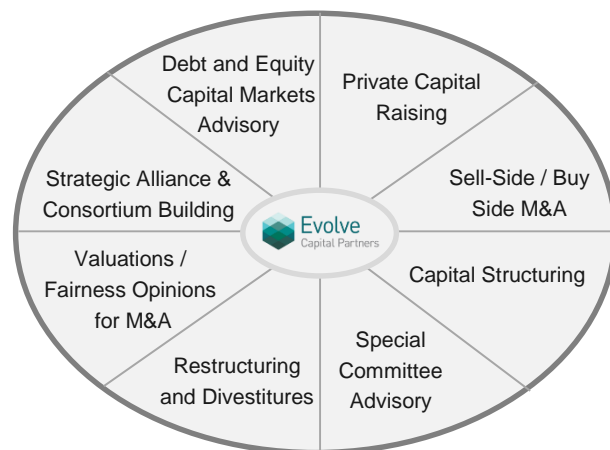 Debt and Equity
Capital Markets
Advisory
Private Capital
Raising
Strategic Alliance &
Consortium Building
Sell-Side / Buy
Side M&A
Evolve
Capital Partners
Valuations /
Fairness Opinions
for M&A
Capital Structuring
Restructuring
and Divestitures
Special
Committee
Advisory